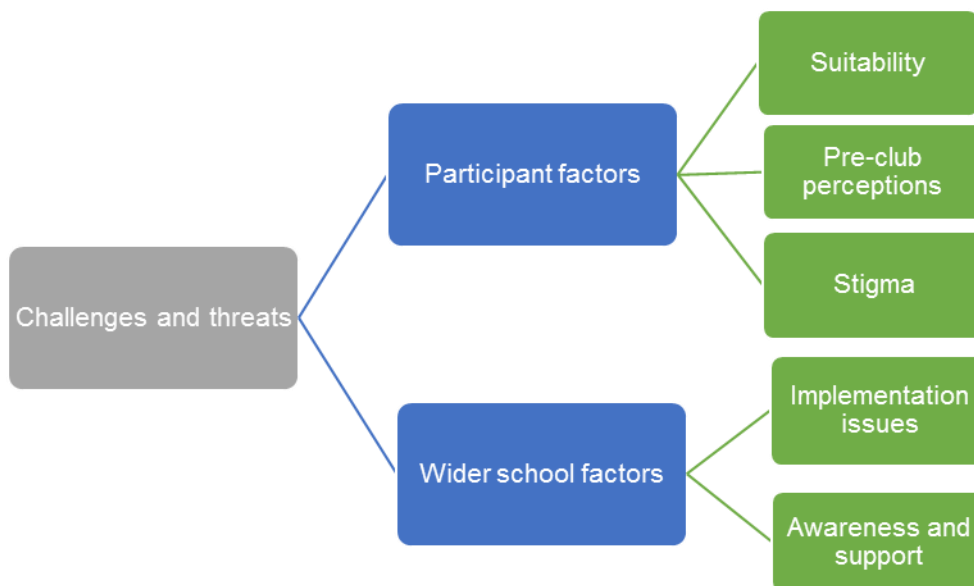 Challenges and threats
Participant factors
Suitability
Pre-club
perceptions
Stigma
Wider school factors
Implementation
issues
Awareness and
support